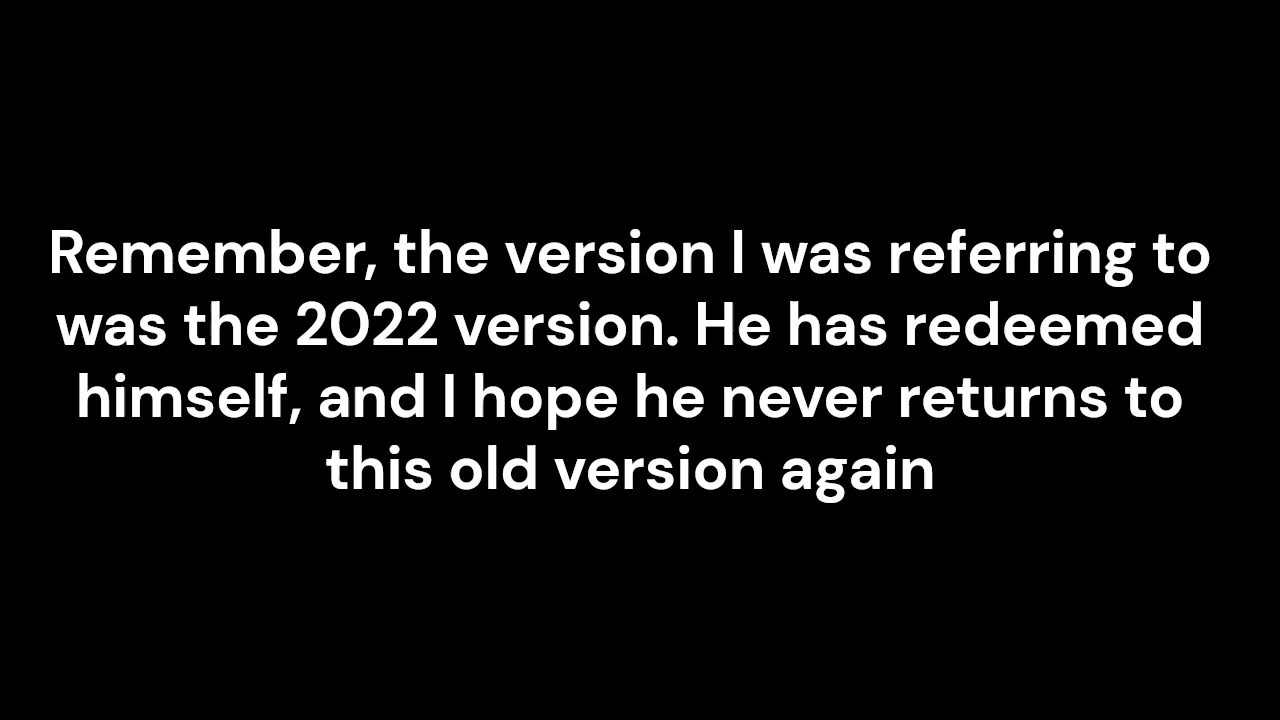 Remember, the version I was referring to
was the 2022 version. He has redeemed
himself, and I hope he never returns to
this old version again